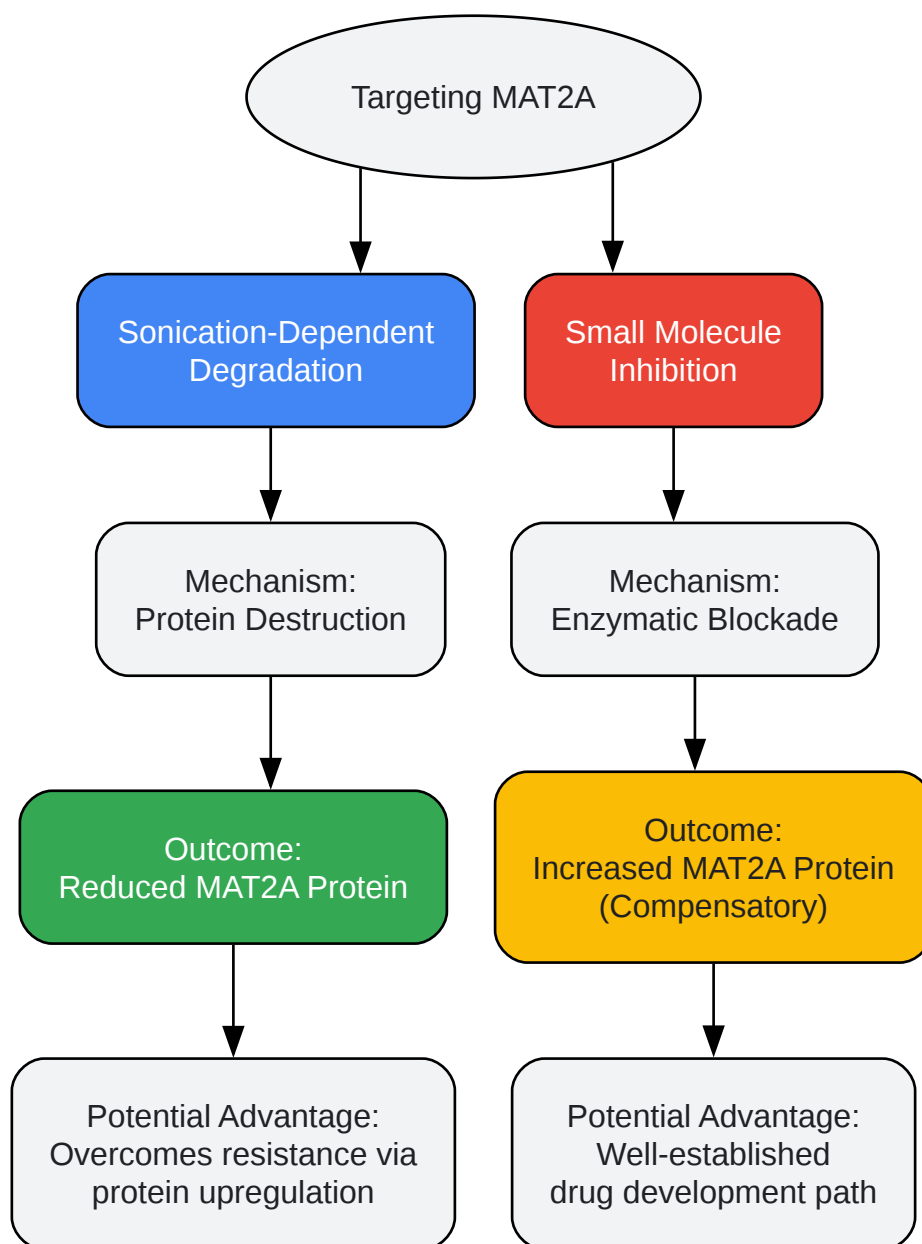 Targeting MAT2A
Sonication-Dependent
Degradation
Small Molecule
Inhibition
Mechanism:
Protein Destruction
Mechanism:
Enzymatic Blockade
Outcome:
Reduced MAT2A Protein
Outcome:
Increased MAT2A Protein
(Compensatory)
Potential Advantage:
Overcomes resistance via
protein upregulation
Potential Advantage:
Well-established
drug development path